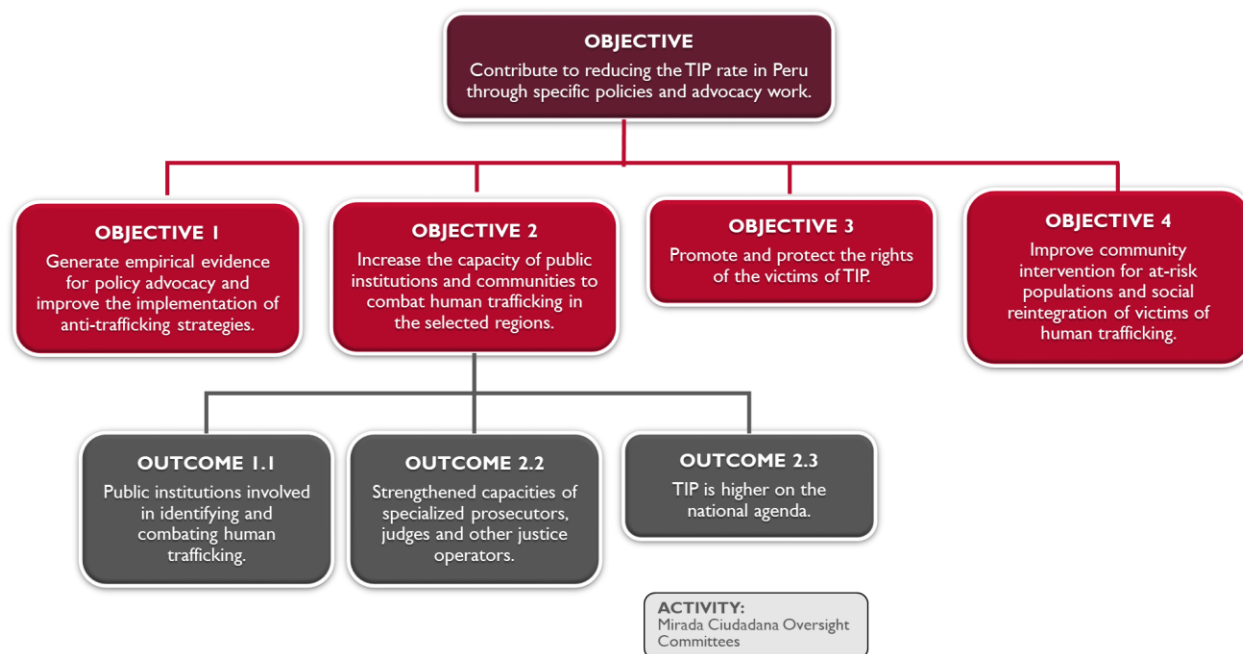 OBJECTIVE
Contribute to reducing the TIP rate in Peru
through specific policies and advocacy work.
OBJECTIVE 1
Generate empirical evidence
for policy advocacy and
improve the implementation of
anti-trafficking strategies.
OBJECTIVE 2
Increase the capacity of public
institutions and communities to
combat human trafficking in
the selected regions.
OBJECTIVE 3
Promote and protect the rights
of the victims of TIP.
OBJECTIVE 4
Improve community
intervention for at-risk
populations and social
reintegration of victims of
human trafficking.
OUTCOME 1.1
Public institutions involved
in identifying and
combating human
trafficking.
OUTCOME 2.2
Strengthened capacities of
specialized prosecutors,
judges and other justice
operators.
OUTCOME 2.3
TIP is higher on the
national agenda.
ACTIVITY:
Mirada Ciudadana Oversight
Committees